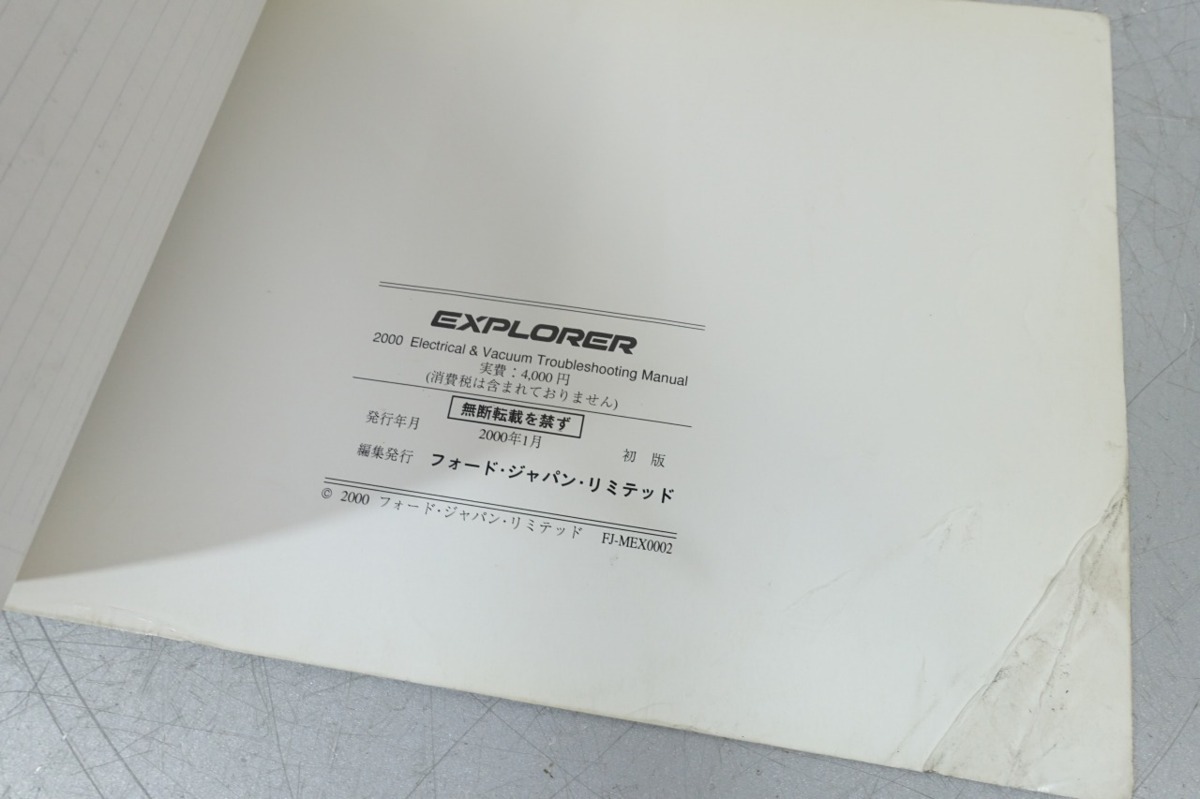 EXPLORER
2000 Electrical & Vacuum Troubleshooting Manual
実費：4,000 円
(消費税は含まれておりません)
無断転載を禁ず
発行年月 2000年1月 初 版
編集発行 フォード・ジャパン・リミテッド
© 2000 フォード・ジャパン・リミテッド FJ-MEX0002